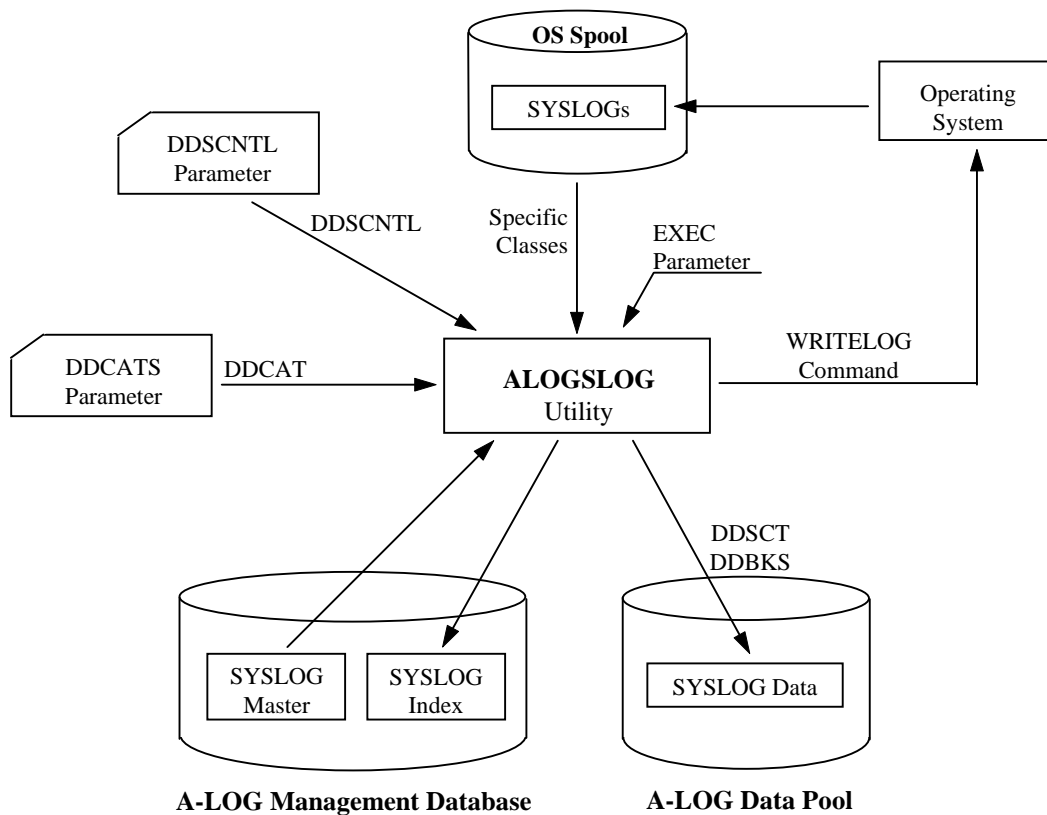 OS Spool
SYSLOGs
Operating
System
DDSCNTL
Parameter
DDSCNTL
Specific
Classes
EXEC
Parameter
DDCATS
Parameter
DDCAT
ALOGSLOG
Utility
WRITELOG
Command
DDSCT
DDBKS
SYSLOG
Master
SYSLOG
Index
SYSLOG Data
A-LOG Management Database
A-LOG Data Pool